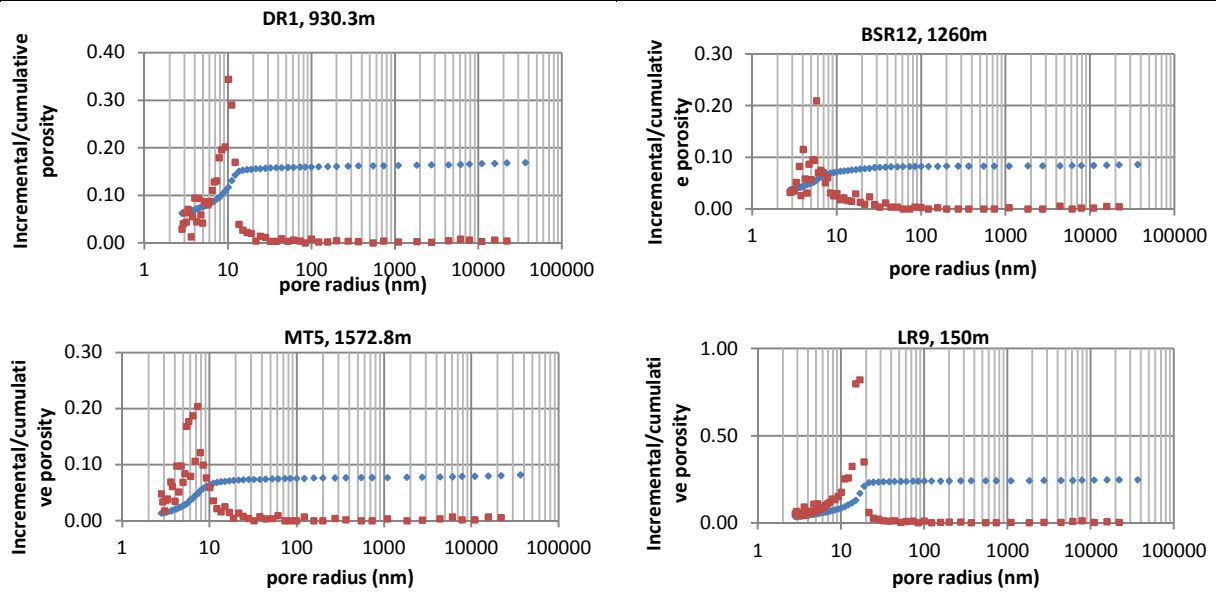 DR1, 930.3m
Incremental/cumulative
porosity
0.40
0.30
0.20
0.10
0.00
1 10 100 1000 10000 100000
pore radius (nm)
BSR12, 1260m
Incremental/cumulativ
e porosity
0.30
0.20
0.10
0.00
1 10 100 1000 10000 100000
pore radius (nm)
MT5, 1572.8m
Incremental/cumulati
ve porosity
0.30
0.20
0.10
0.00
1 10 100 1000 10000 100000
pore radius (nm)
LR9, 150m
Incremental/cumulati
ve porosity
1.00
0.50
0.00
1 10 100 1000 10000 100000
pore radius (nm)